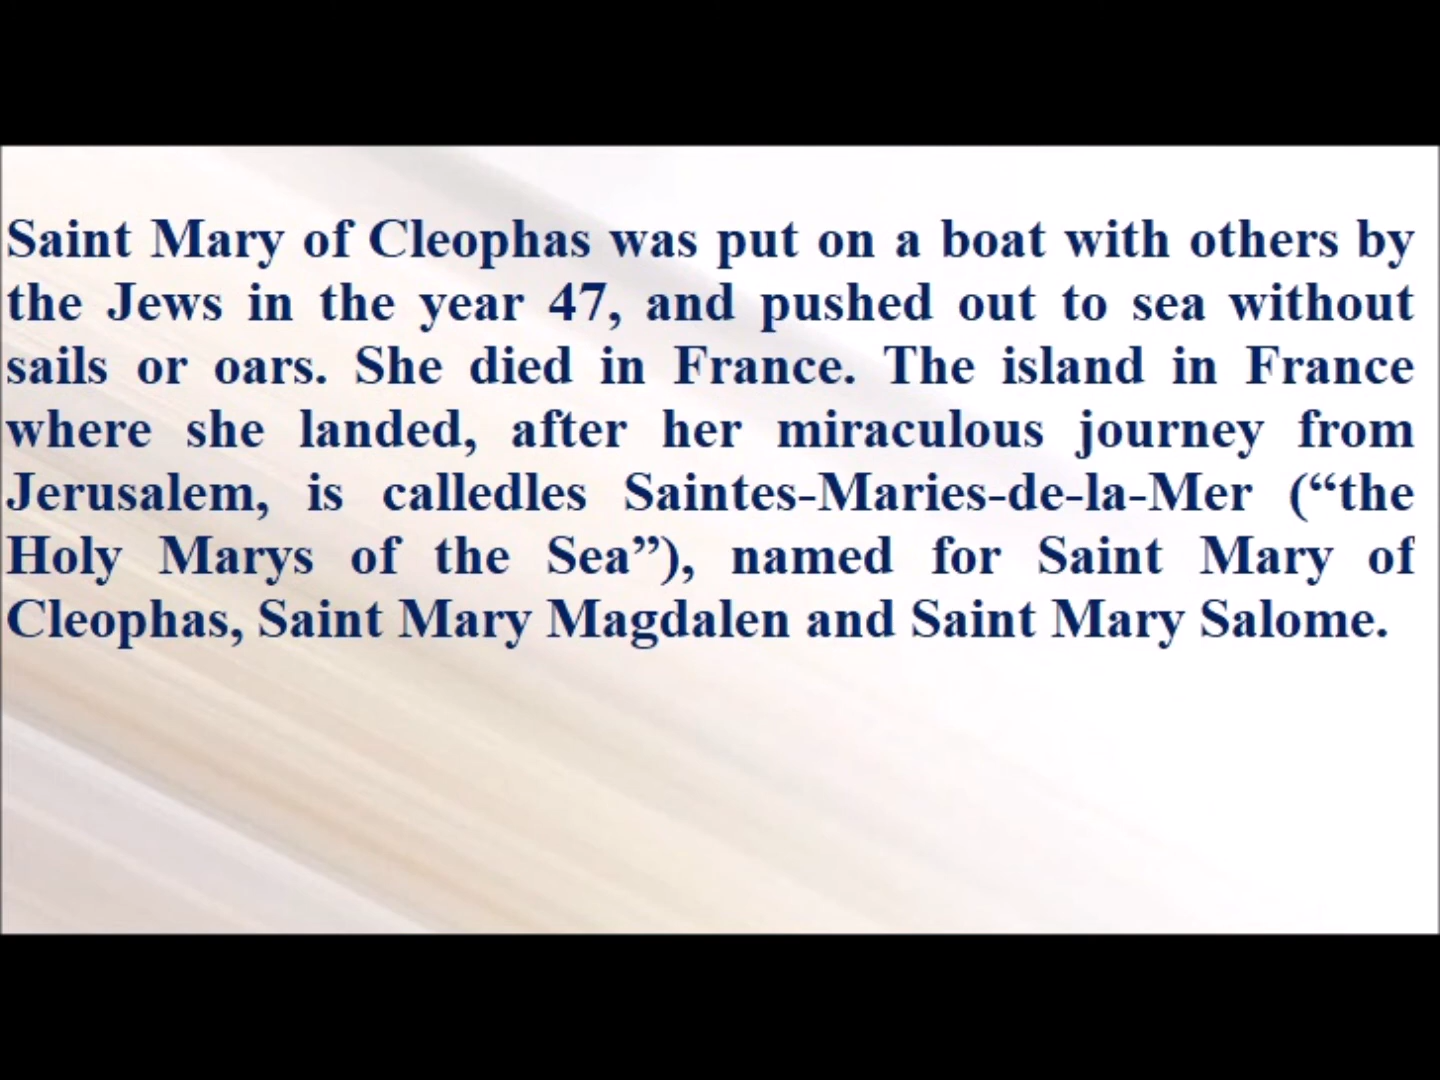 Saint Mary of Cleophas was put on a boat with others by
the Jews in the year 47, and pushed out to sea without
sails or oars. She died in France. The island in France
where she landed, after her miraculous journey from
Jerusalem, is calledles Saintes-Maries-de-la-Mer (“the
Holy Marys of the Sea”), named for Saint Mary of
Cleophas, Saint Mary Magdalen and Saint Mary Salome.